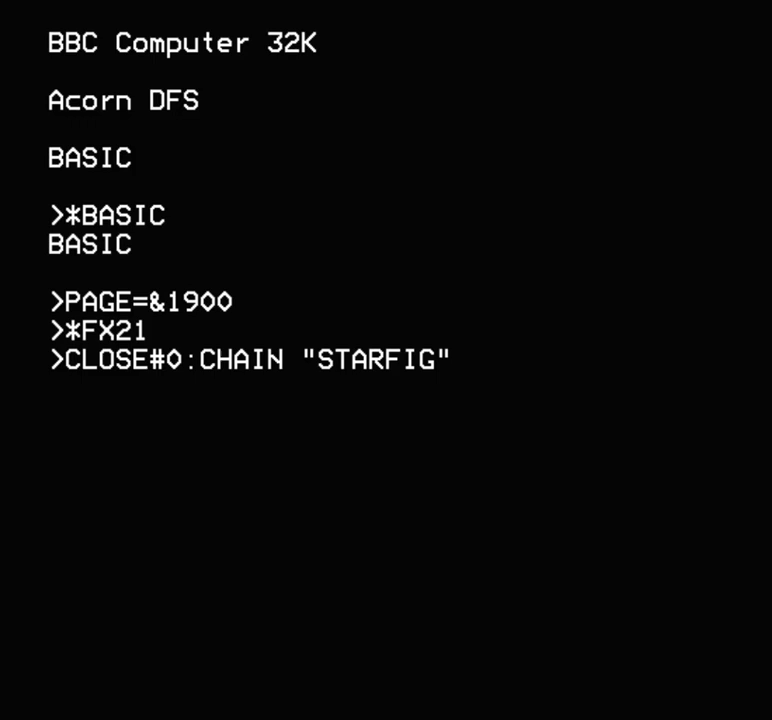 BBC Computer 32K
Acorn DFS
BASIC
>*BASIC
BASIC
>PAGE=&1900
>*FX21
>CLOSE#0:CHAIN "STARFIG"